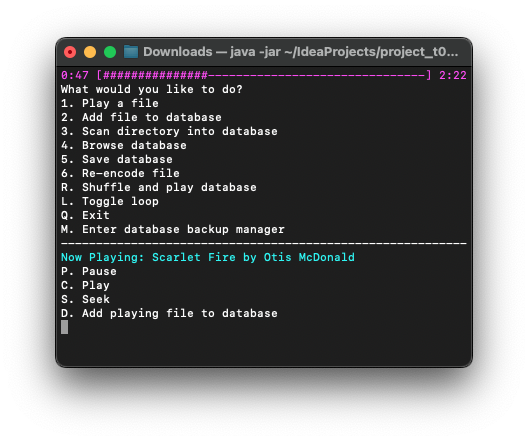 Downloads — java -jar ~/IdeaProjects/project_t0...
0:47 [###############-------------------------------] 2:22
What would you like to do?
1. Play a file
2. Add file to database
3. Scan directory into database
4. Browse database
5. Save database
6. Re-encode file
R. Shuffle and play database
L. Toggle loop
Q. Exit
M. Enter database backup manager
----------------------------------------------------------
Now Playing: Scarlet Fire by Otis McDonald
P. Pause
C. Play
S. Seek
D. Add playing file to database